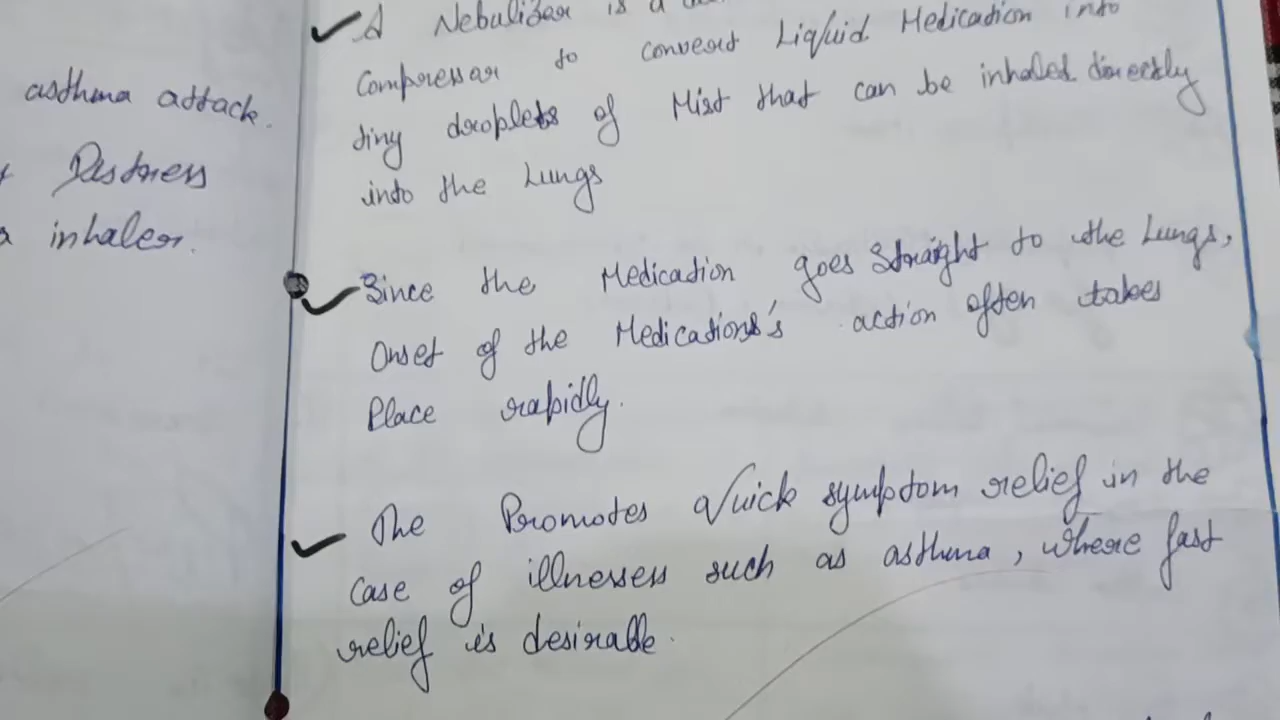 asthma attack.
Distress
inhaler.
A Nebulizer is a
Compressor to convert Liquid Medication into
tiny droplets of Mist that can be inhaled directly
into the Lungs
Since the Medication goes straight to the Lungs,
Onset of the Medications's action often takes
Place rapidly.
The Promotes Quick symptom relief in the
case of illnesses such as asthma, where fast
relief is desirable.